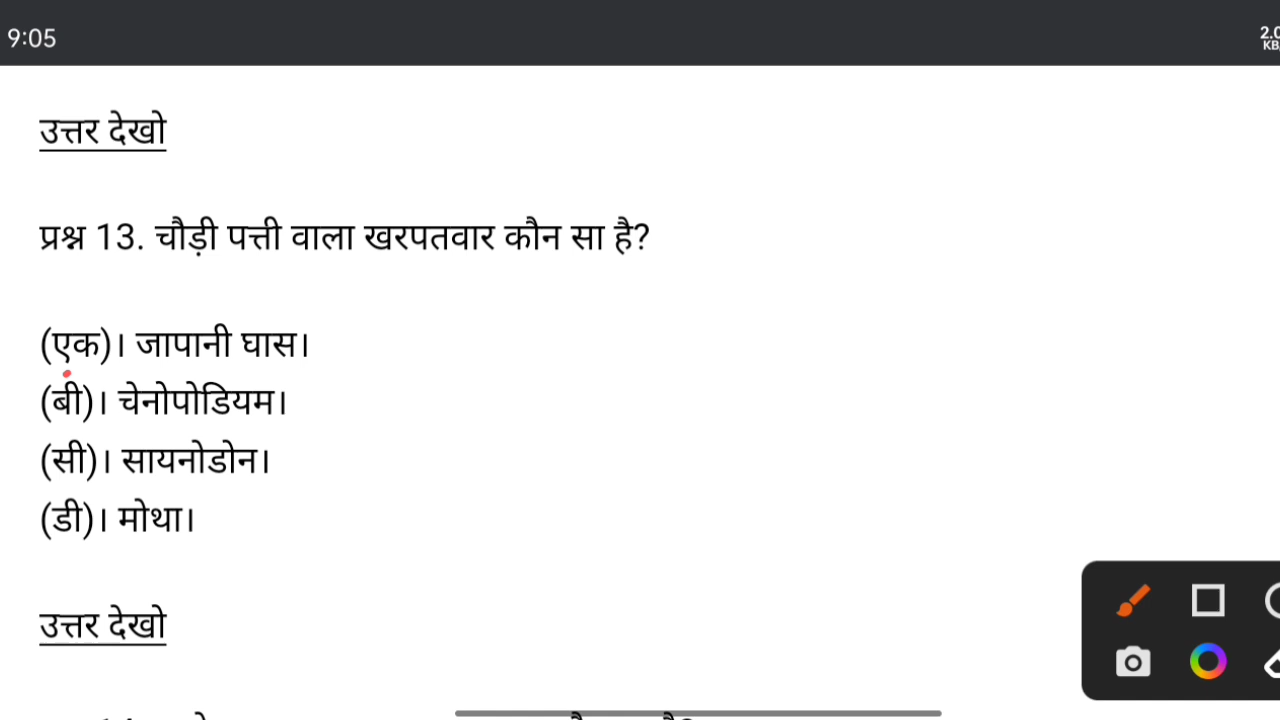 9:05
उत्तर देखो
प्रश्न 13. चौड़ी पत्ती वाला खरपतवार कौन सा है?
(एक)। जापानी घास।
(बी)। चेनोपोडियम।
(सी)। सायनोडोन।
(डी)। मोथा।
उत्तर देखो